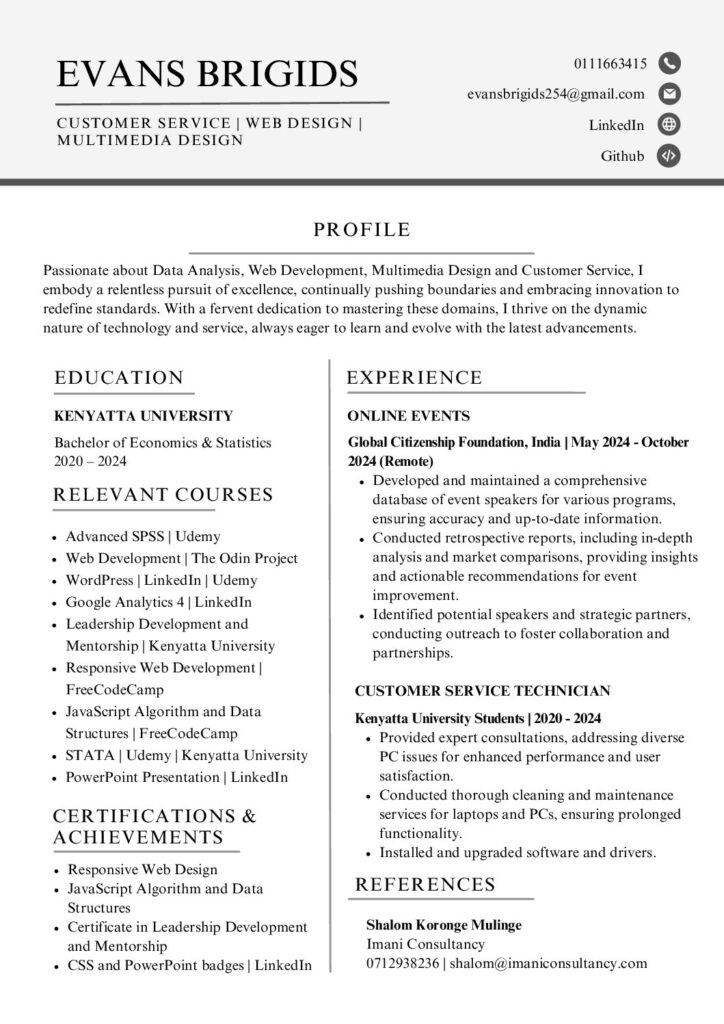 EVANS BRIGIDS
CUSTOMER SERVICE | WEB DESIGN |
MULTIMEDIA DESIGN
0111663415
evansbrigids254@gmail.com
LinkedIn
Github
PROFILE
Passionate about Data Analysis, Web Development, Multimedia Design and Customer Service, I
embody a relentless pursuit of excellence, continually pushing boundaries and embracing innovation to
redefine standards. With a fervent dedication to mastering these domains, I thrive on the dynamic
nature of technology and service, always eager to learn and evolve with the latest advancements.
EDUCATION
KENYATTA UNIVERSITY
Bachelor of Economics & Statistics
2020 – 2024
RELEVANT COURSES
• Advanced SPSS | Udemy
• Web Development | The Odin Project
• WordPress | LinkedIn | Udemy
• Google Analytics 4 | LinkedIn
• Leadership Development and
Mentorship | Kenyatta University
• Responsive Web Development |
FreeCodeCamp
• JavaScript Algorithm and Data
Structures | FreeCodeCamp
• STATA | Udemy | Kenyatta University
• PowerPoint Presentation | LinkedIn
CERTIFICATIONS &
ACHIEVEMENTS
• Responsive Web Design
• JavaScript Algorithm and Data
Structures
• Certificate in Leadership Development
and Mentorship
• CSS and PowerPoint badges | LinkedIn
EXPERIENCE
ONLINE EVENTS
Global Citizenship Foundation, India | May 2024 - October
2024 (Remote)
• Developed and maintained a comprehensive
database of event speakers for various programs,
ensuring accuracy and up-to-date information.
• Conducted retrospective reports, including in-depth
analysis and market comparisons, providing insights
and actionable recommendations for event
improvement.
• Identified potential speakers and strategic partners,
conducting outreach to foster collaboration and
partnerships.
CUSTOMER SERVICE TECHNICIAN
Kenyatta University Students | 2020 - 2024
• Provided expert consultations, addressing diverse
PC issues for enhanced performance and user
satisfaction.
• Conducted thorough cleaning and maintenance
services for laptops and PCs, ensuring prolonged
functionality.
• Installed and upgraded software and drivers.
REFERENCES
Shalom Koronge Mulinge
Imani Consultancy
0712938236 | shalom@imaniconsultancy.com